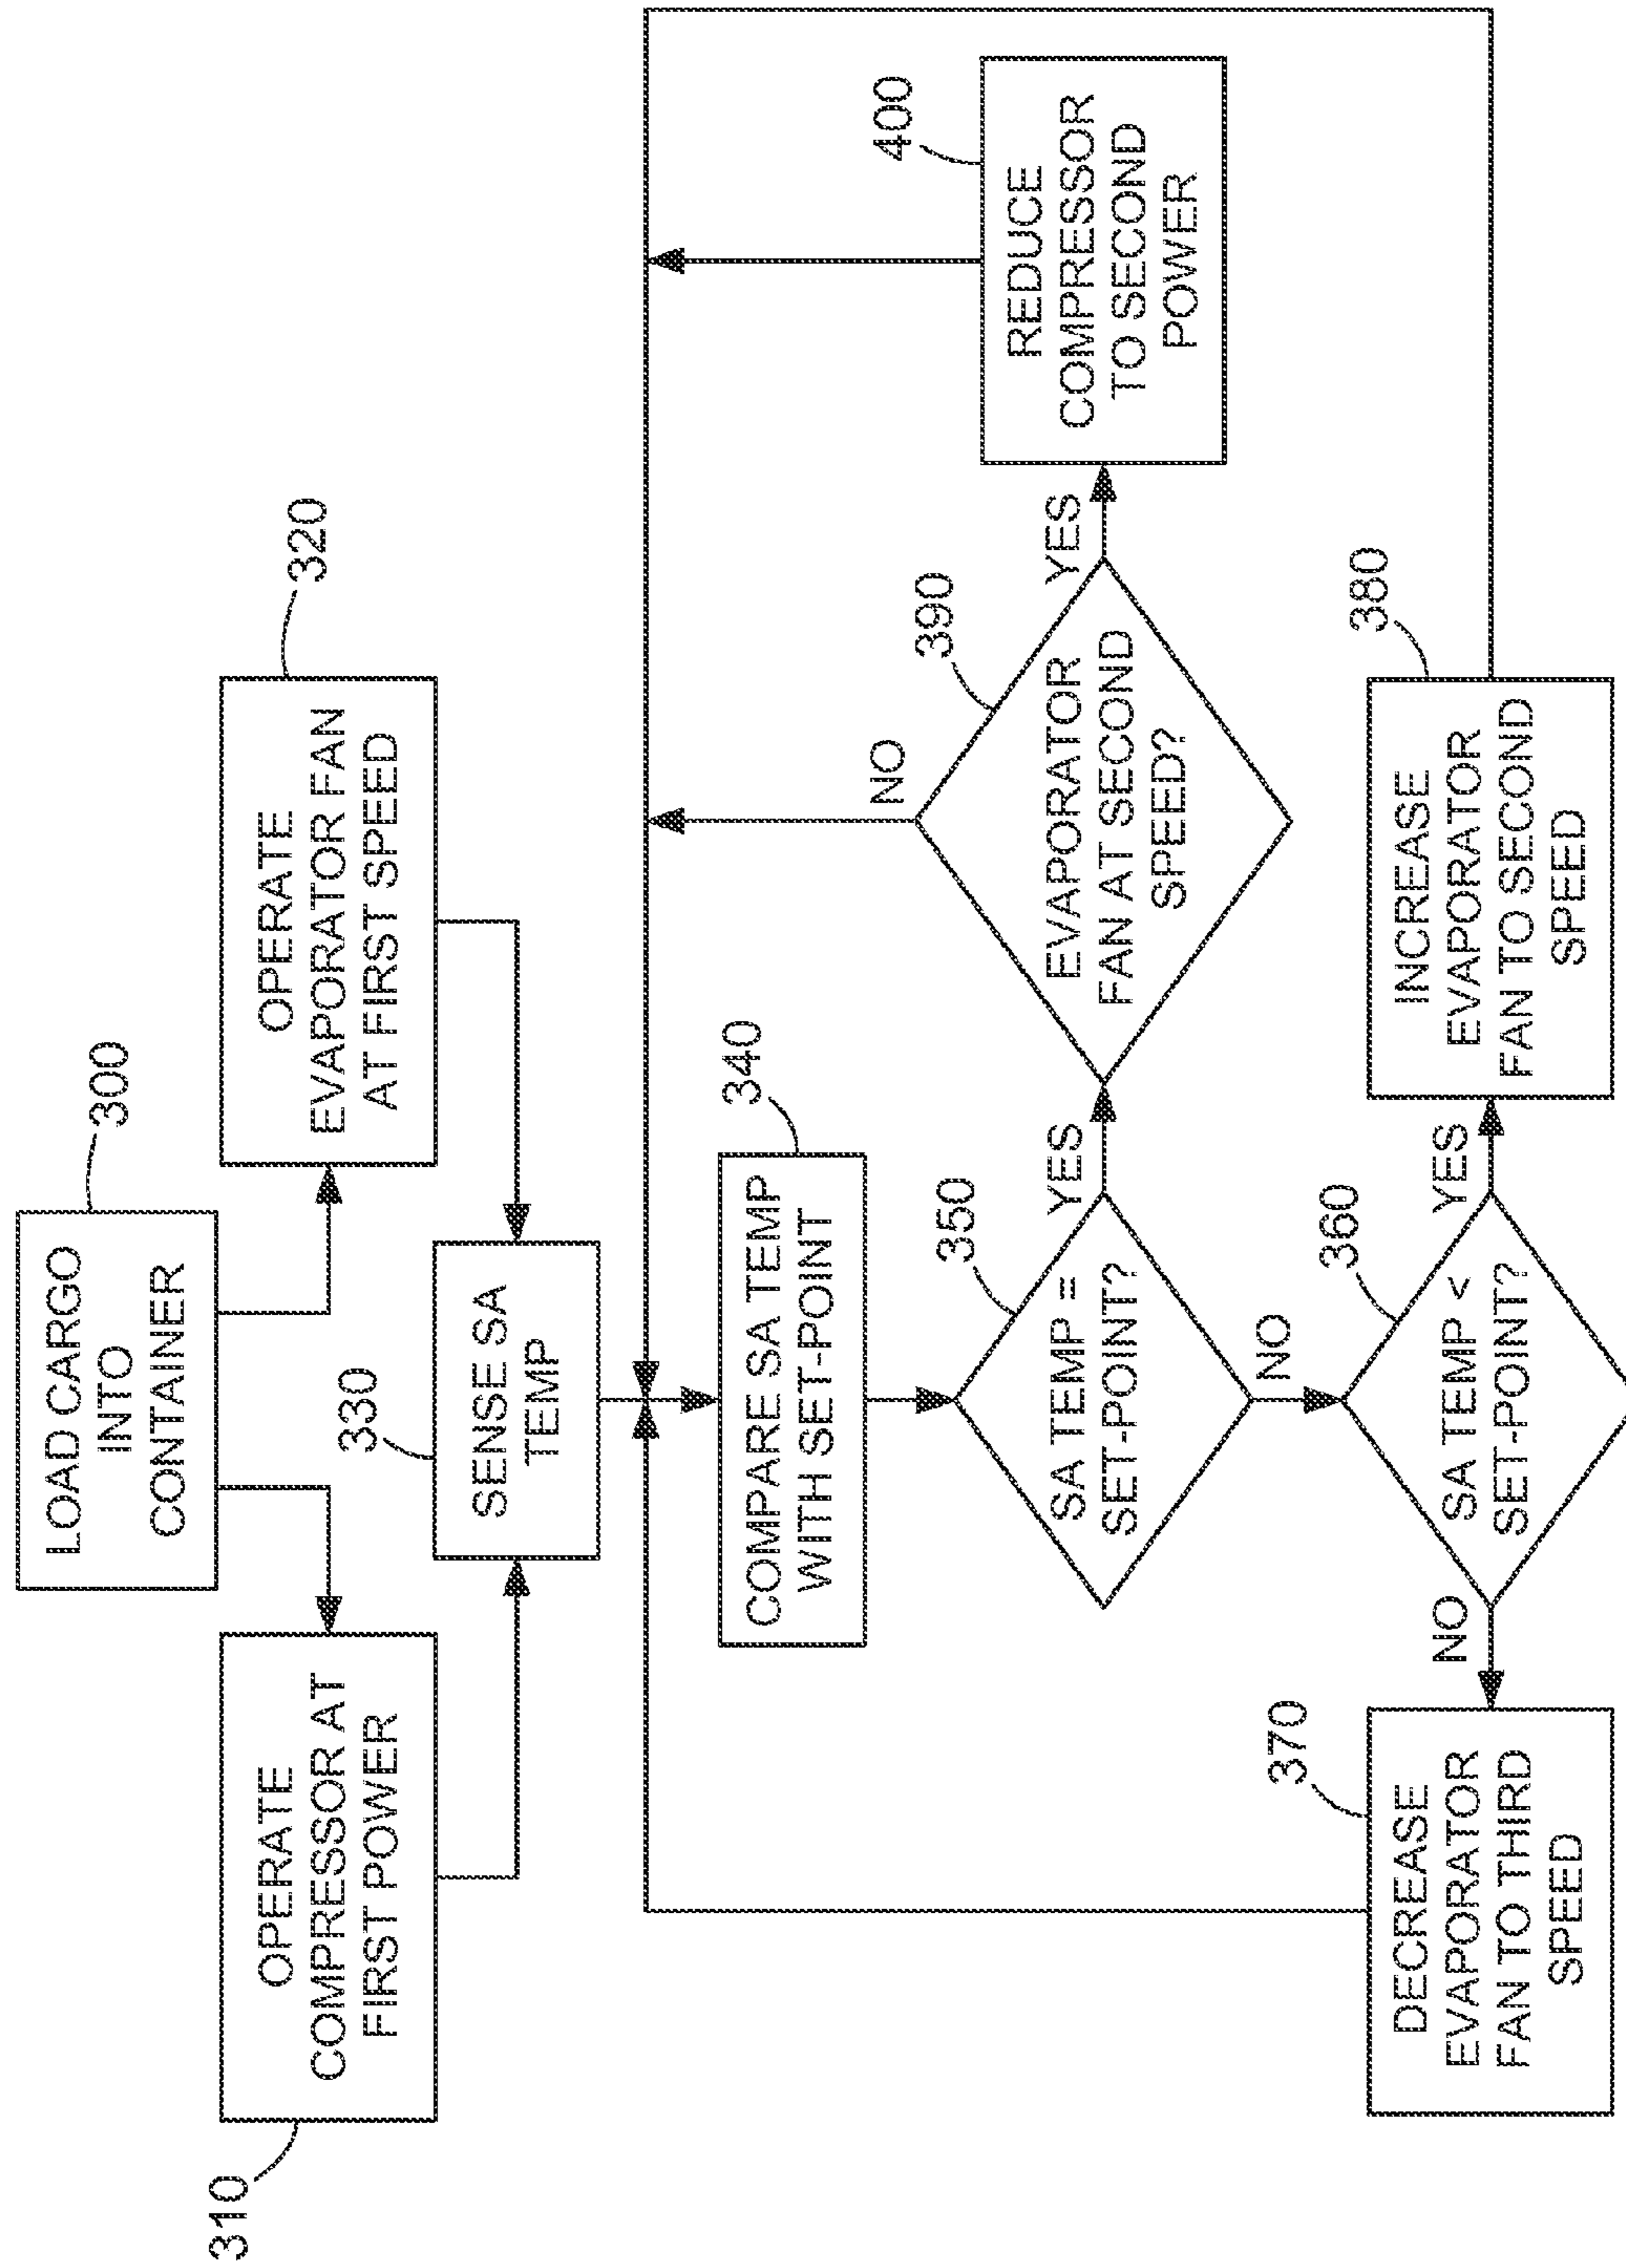 300
LOAD CARGO
INTO
CONTAINER
310
OPERATE
COMPRESSOR AT
FIRST POWER
320
OPERATE
EVAPORATOR FAN
AT FIRST SPEED
330
SENSE SA
TEMP
340
COMPARE SA TEMP
WITH SET-POINT
350
SA TEMP =
SET-POINT?
YES
NO
390
EVAPORATOR
FAN AT SECOND
SPEED?
NO
YES
400
REDUCE
COMPRESSOR
TO SECOND
POWER
360
SA TEMP <
SET-POINT?
NO
YES
370
DECREASE
EVAPORATOR
FAN TO THIRD
SPEED
380
INCREASE
EVAPORATOR
FAN TO SECOND
SPEED